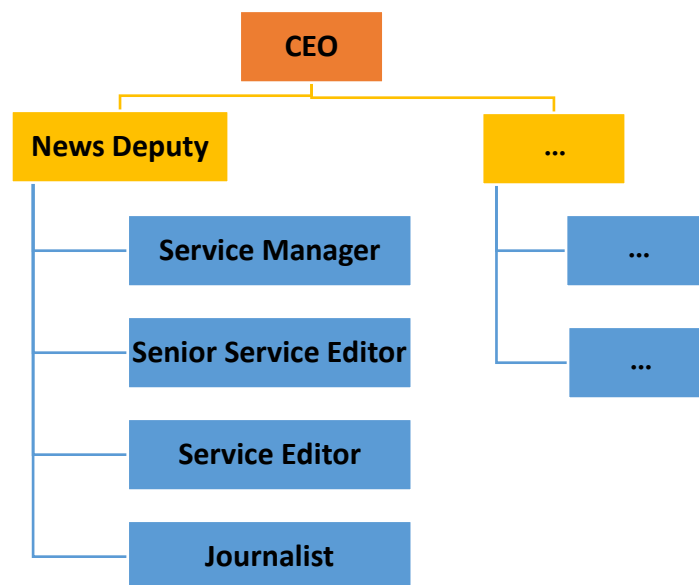 CEO
News Deputy
...
Service Manager
...
Senior Service Editor
...
Service Editor
Journalist